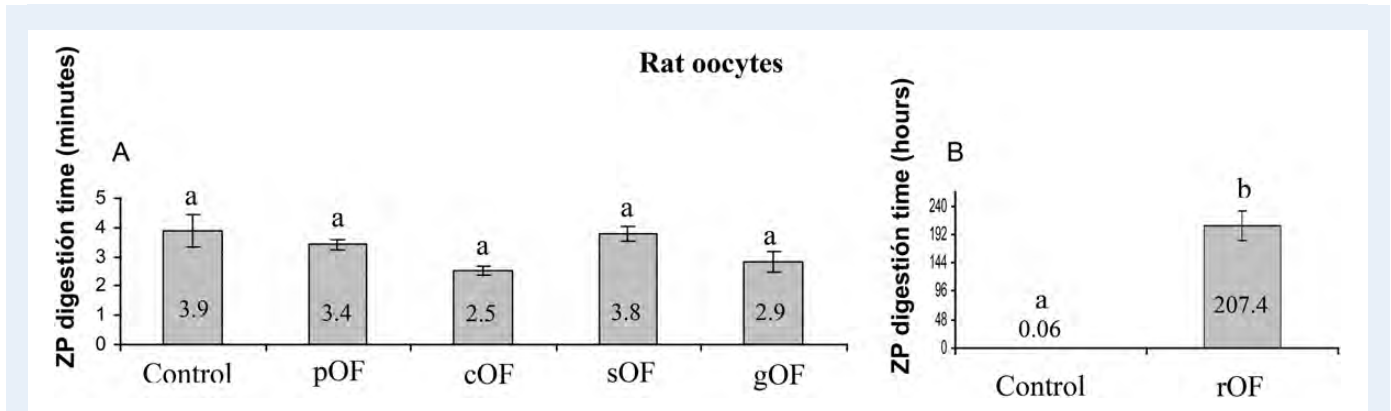 Rat oocytes
A
ZP digestión time (minutes)
5
4
3
2
1
0
a
a
a
a
a
3.9
3.4
2.5
3.8
2.9
Control
pOF
cOF
sOF
gOF
B
ZP digestión time (hours)
240
192
144
96
48
0
a
0.06
b
207.4
Control
rOF